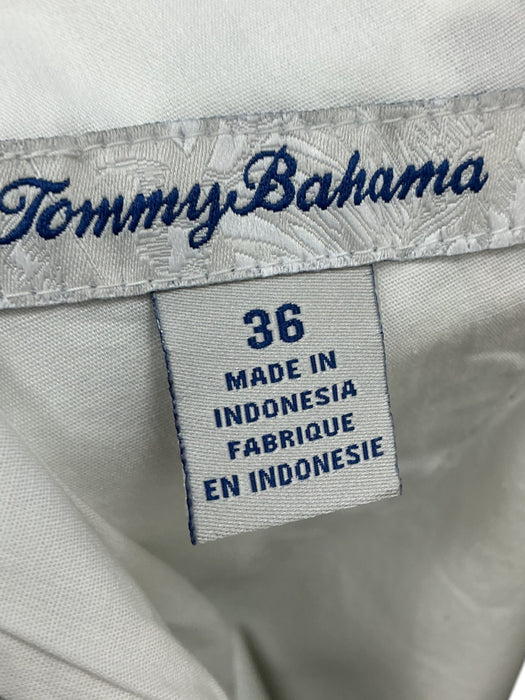 Tommy Bahama
36
MADE IN
INDONESIA
FABRIQUE
EN INDONESIE